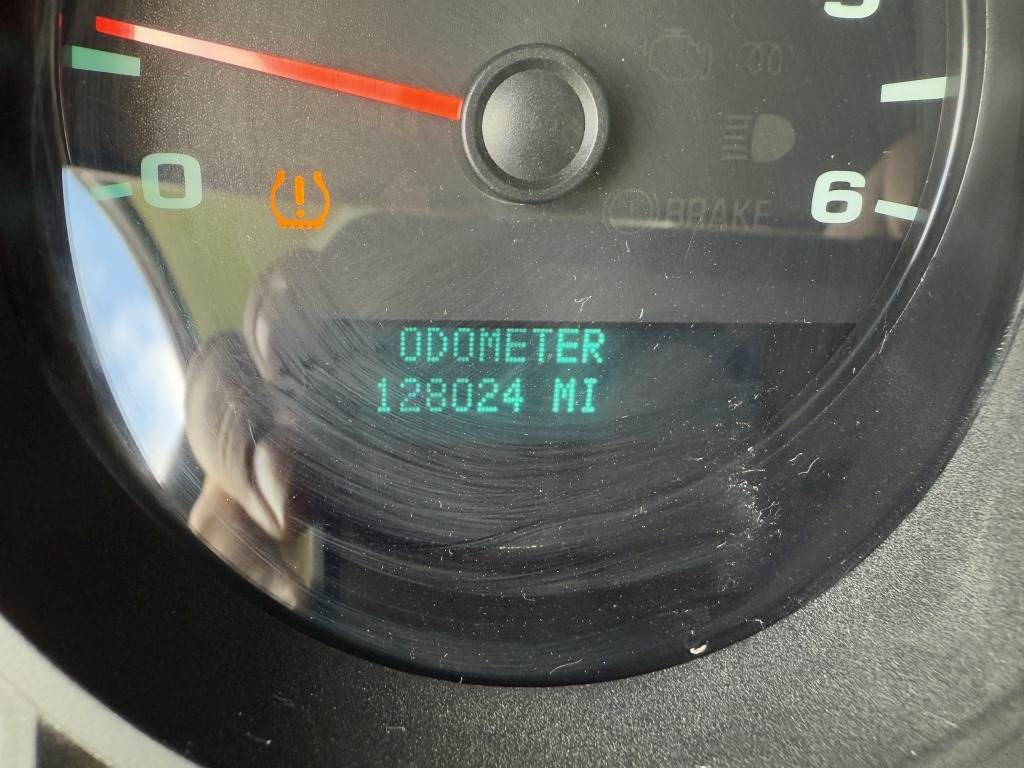 0
6
BRAKE
ODOMETER
128024 MI